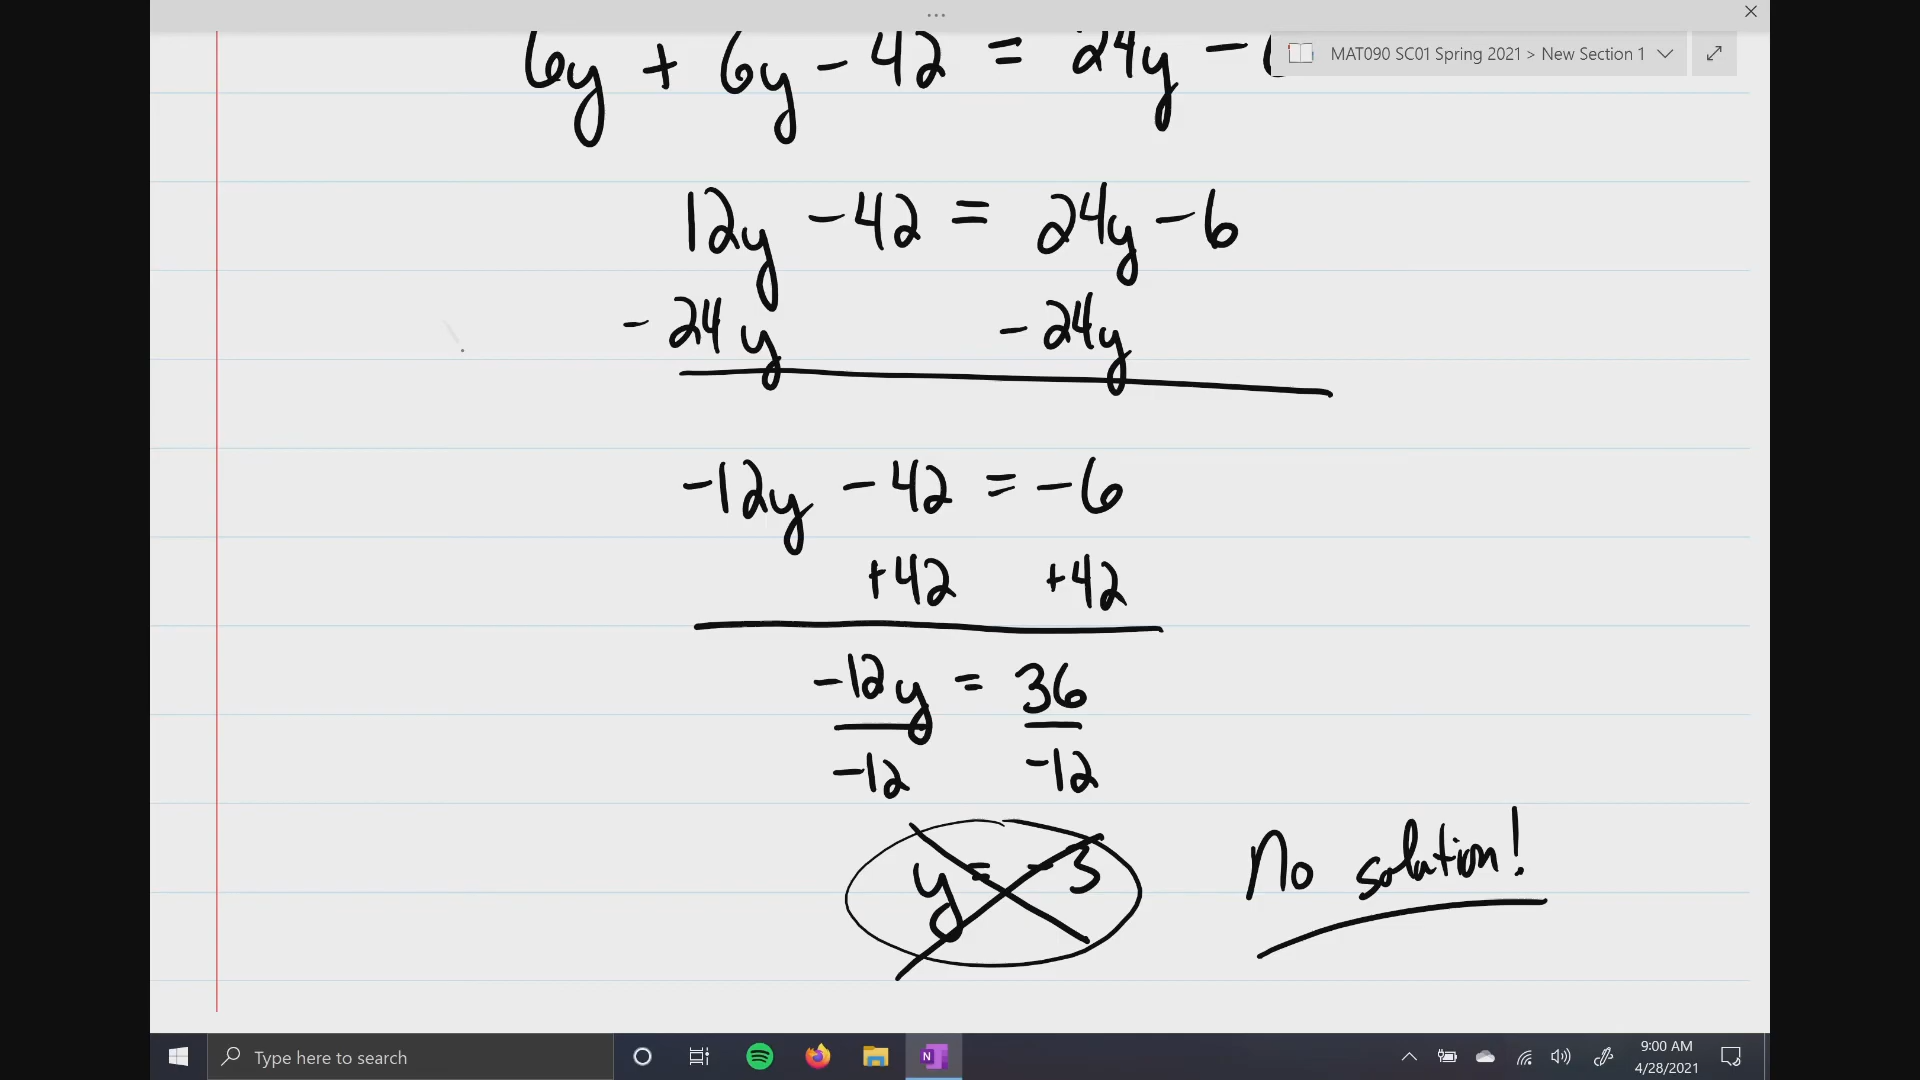 6y + 6y - 42 = 24y -
MAT090 SC01 Spring 2021 > New Section 1
12y - 42 = 24y - 6
- 24y - 24y
-12y - 42 = -6
+42 +42
-12y = 36
-12 -12
y = -3 No solution!
Type here to search
N
9:00 AM
4/28/2021